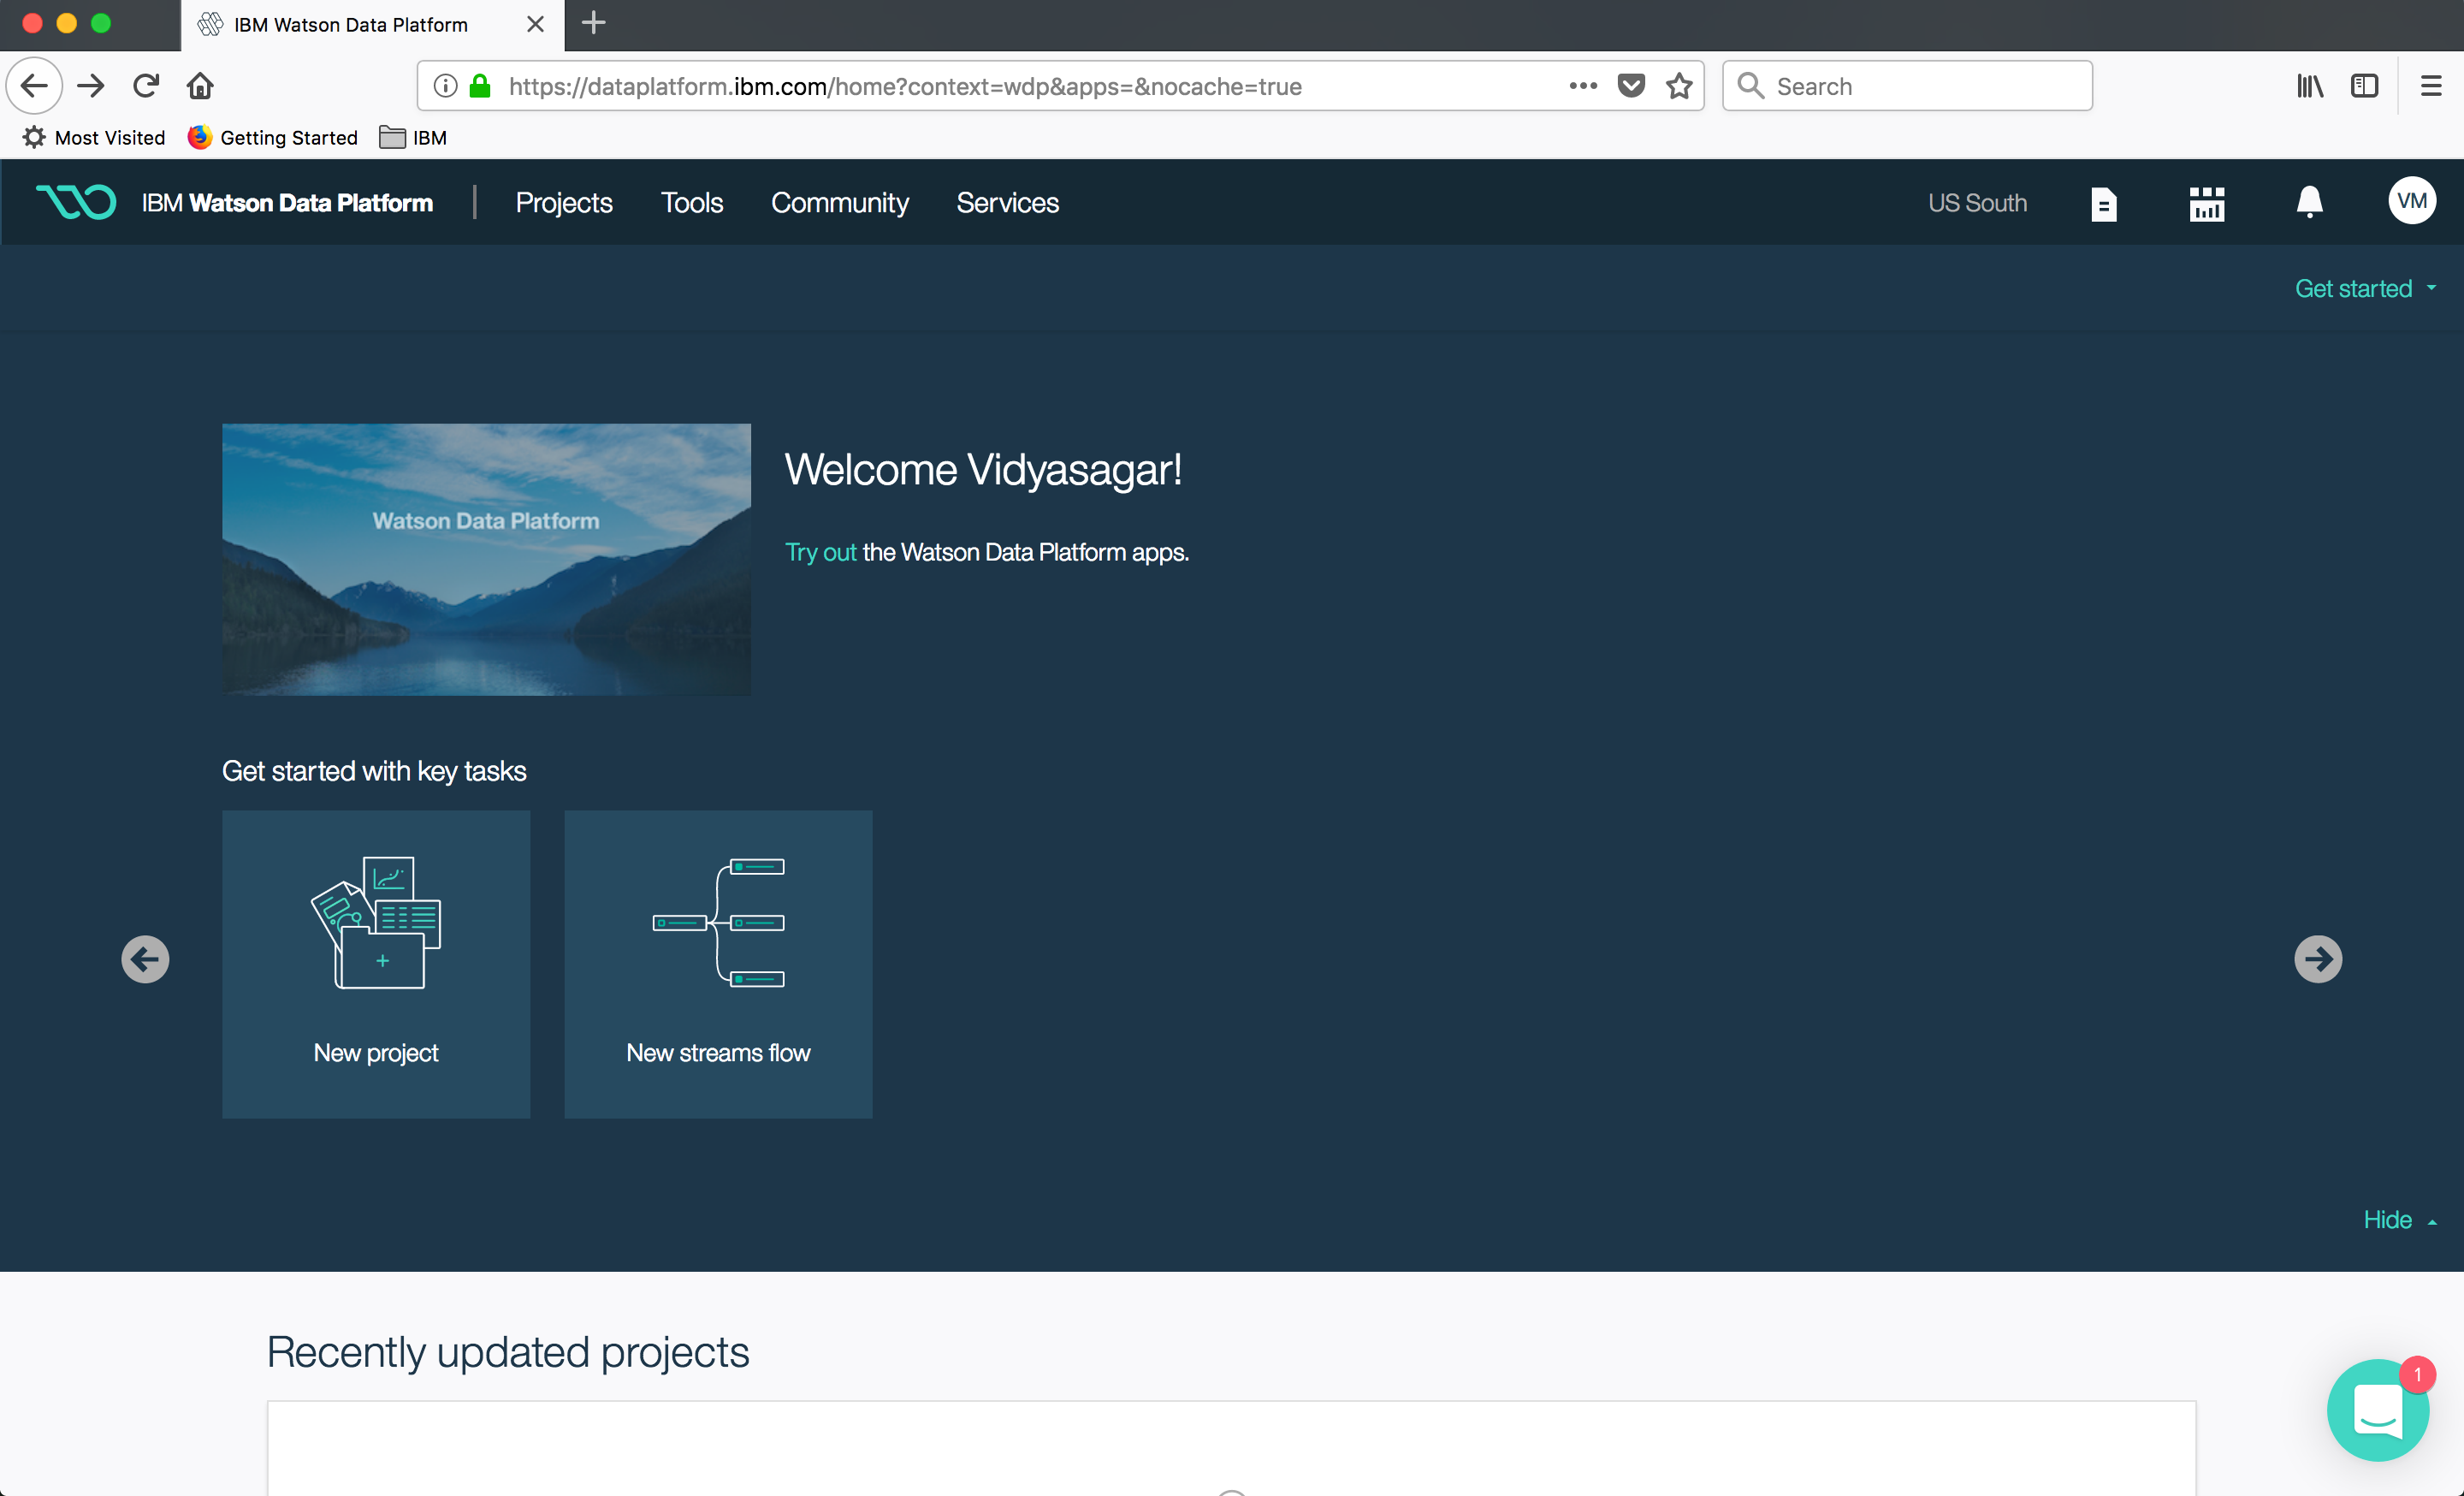 IBM Watson Data Platform
https://dataplatform.ibm.com/home?context=wdp&apps=&nocache=true
Search
Most Visited
Getting Started
IBM
IBM Watson Data Platform
Projects
Tools
Community
Services
US South
VM
Get started
Watson Data Platform
Welcome Vidyasagar!
Try out the Watson Data Platform apps.
Get started with key tasks
New project
New streams flow
Hide
Recently updated projects
1